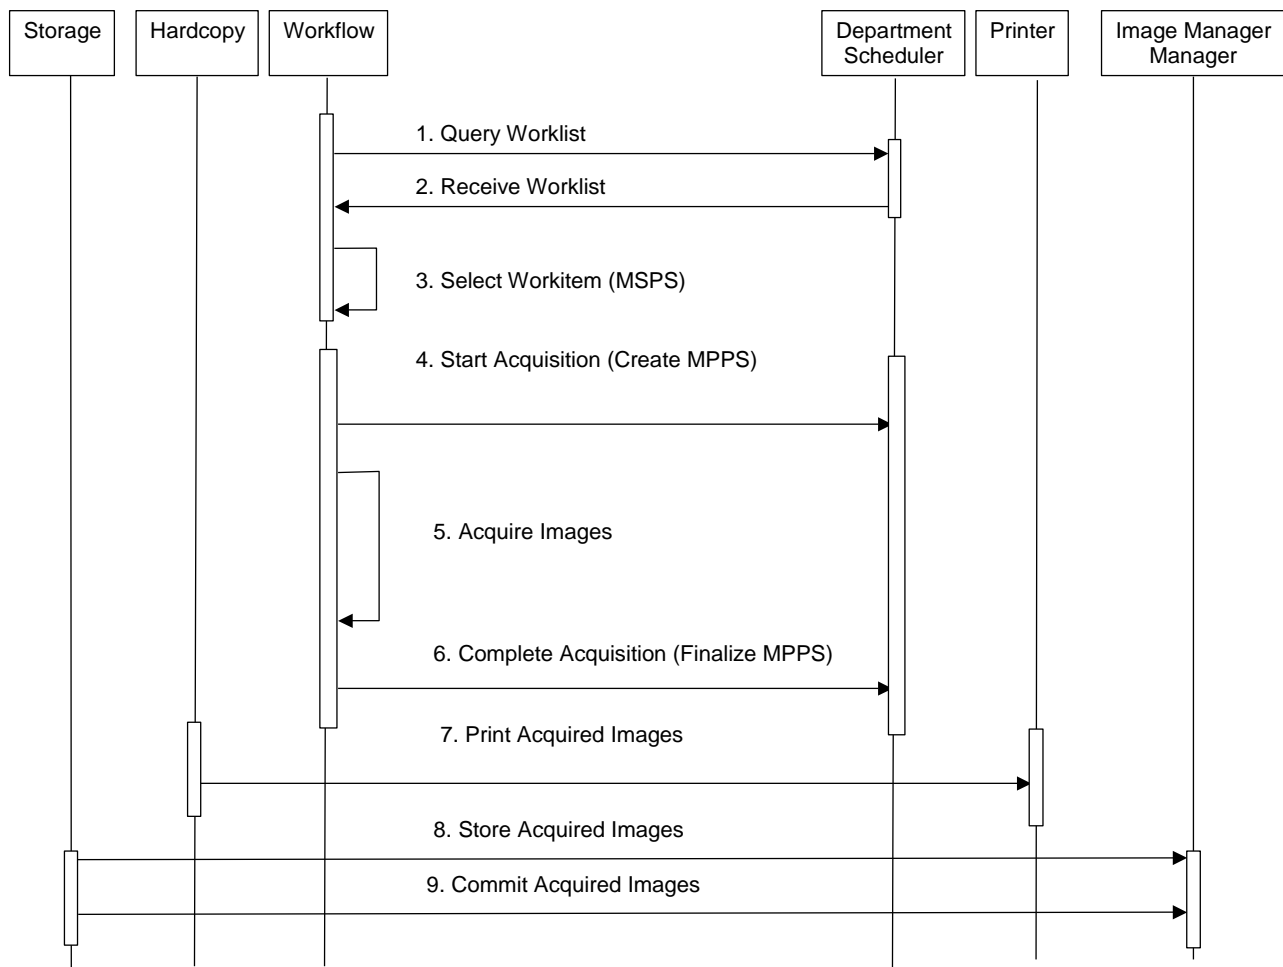 Storage
Hardcopy
Workflow
Department
Scheduler
Printer
Image Manager
Manager
1. Query Worklist
2. Receive Worklist
3. Select Workitem (MSPS)
4. Start Acquisition (Create MPPS)
5. Acquire Images
6. Complete Acquisition (Finalize MPPS)
7. Print Acquired Images
8. Store Acquired Images
9. Commit Acquired Images